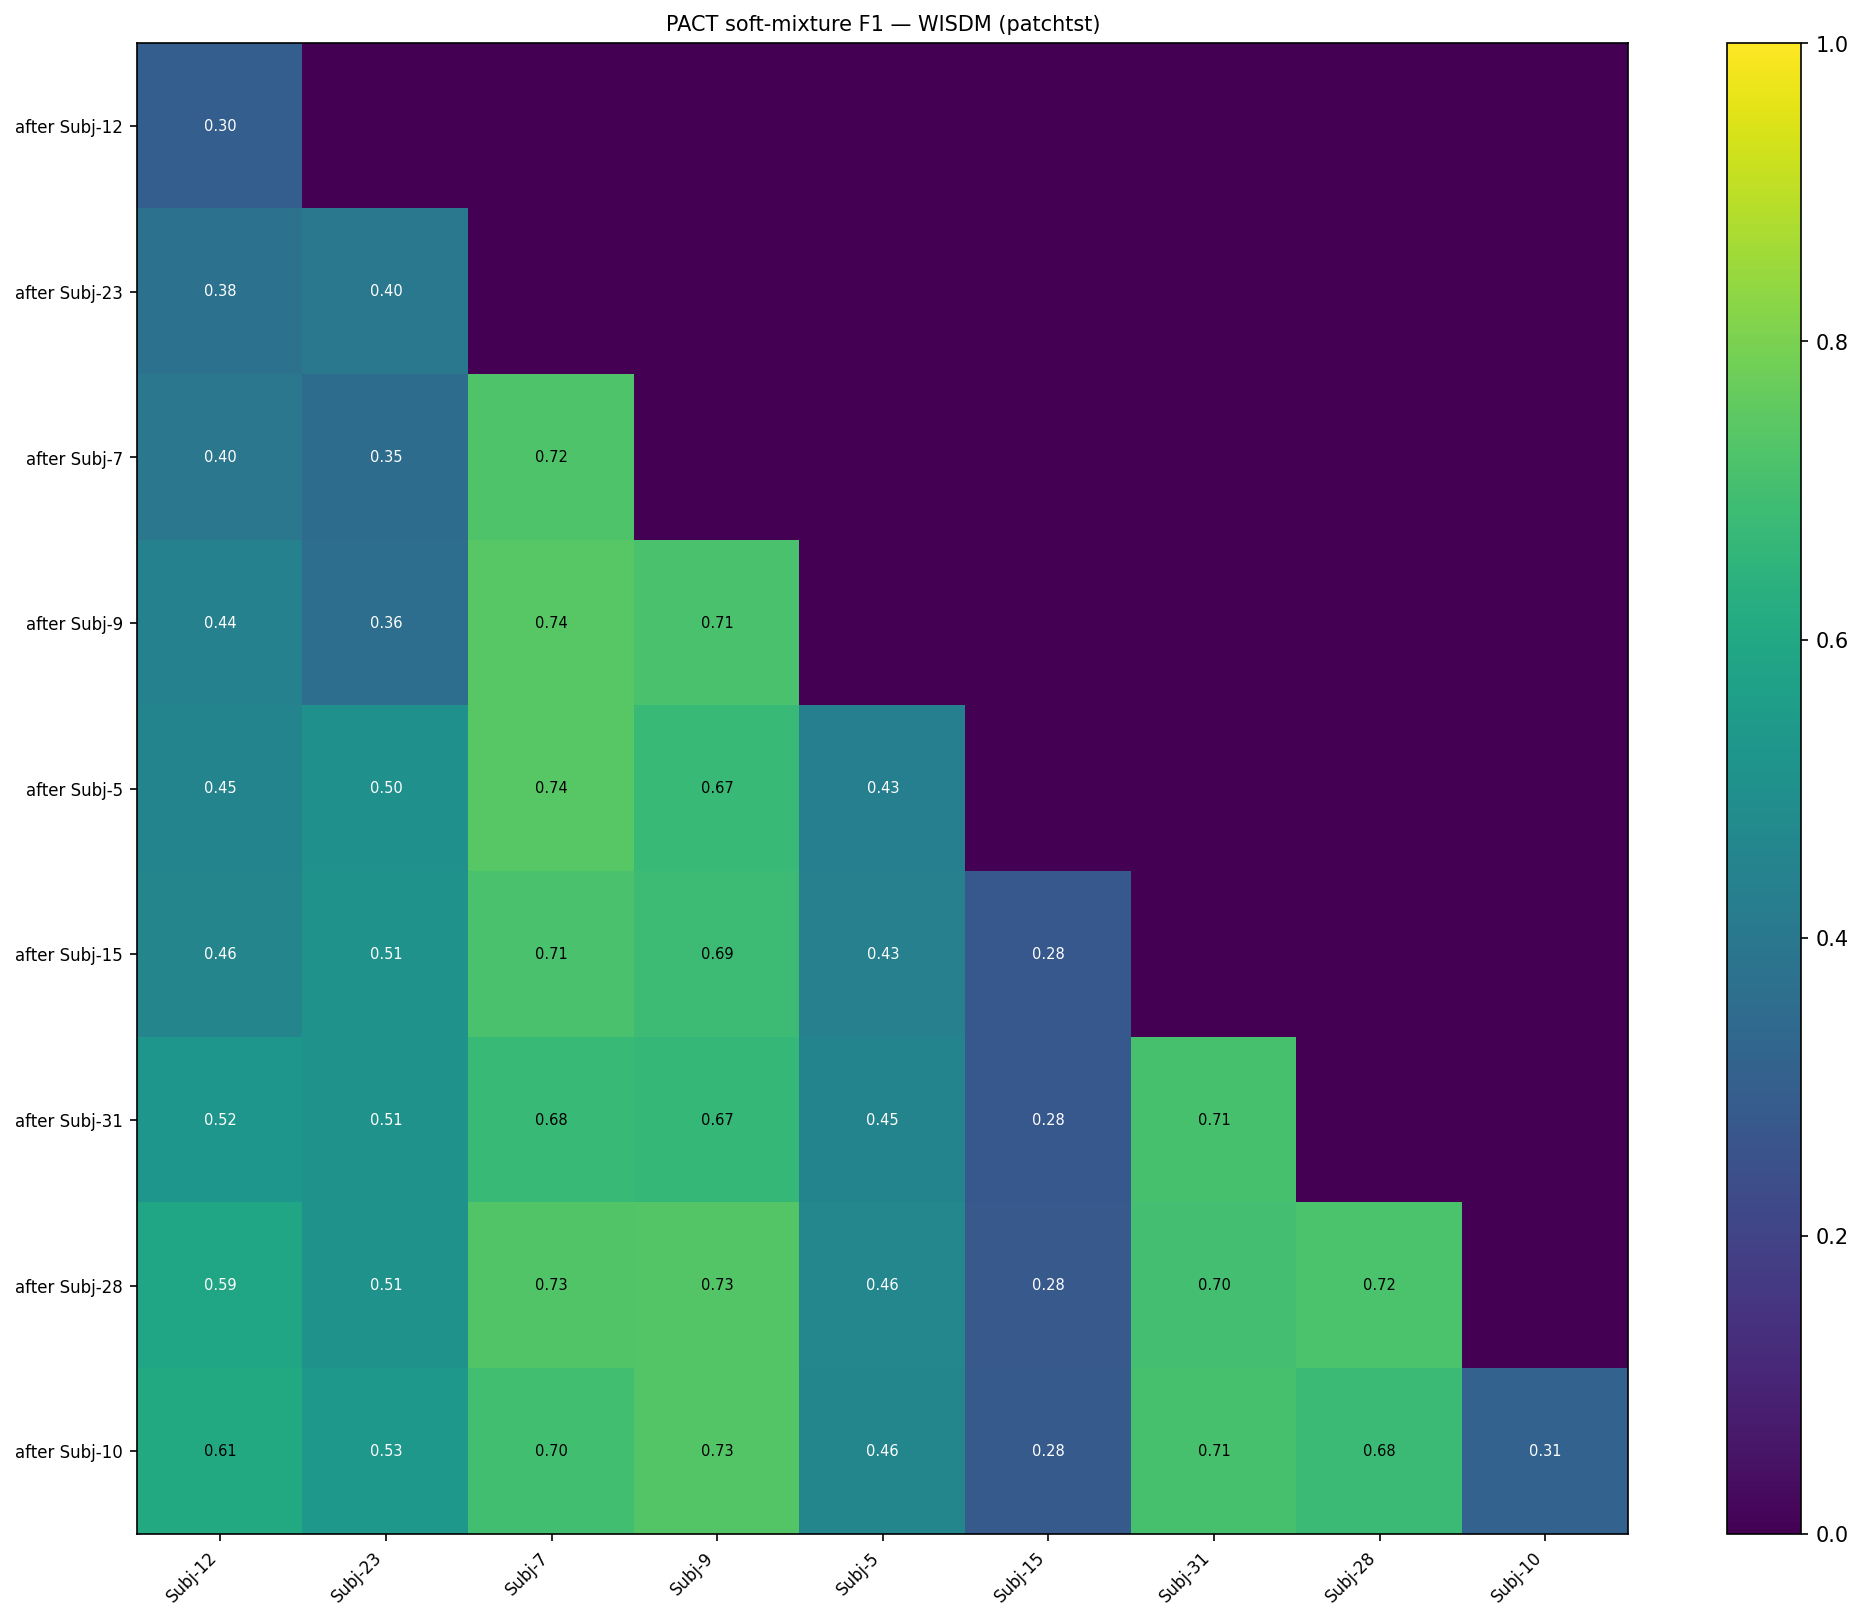 PACT soft-mixture F1 — WISDM (patchtst)
after Subj-12 0.30
after Subj-23 0.38 0.40
after Subj-7 0.40 0.35 0.72
after Subj-9 0.44 0.36 0.74 0.71
after Subj-5 0.45 0.50 0.74 0.67 0.43
after Subj-15 0.46 0.51 0.71 0.69 0.43 0.28
after Subj-31 0.52 0.51 0.68 0.67 0.45 0.28 0.71
after Subj-28 0.59 0.51 0.73 0.73 0.46 0.28 0.70 0.72
after Subj-10 0.61 0.53 0.70 0.73 0.46 0.28 0.71 0.68 0.31
Subj-12 Subj-23 Subj-7 Subj-9 Subj-5 Subj-15 Subj-31 Subj-28 Subj-10
1.0
0.8
0.6
0.4
0.2
0.0